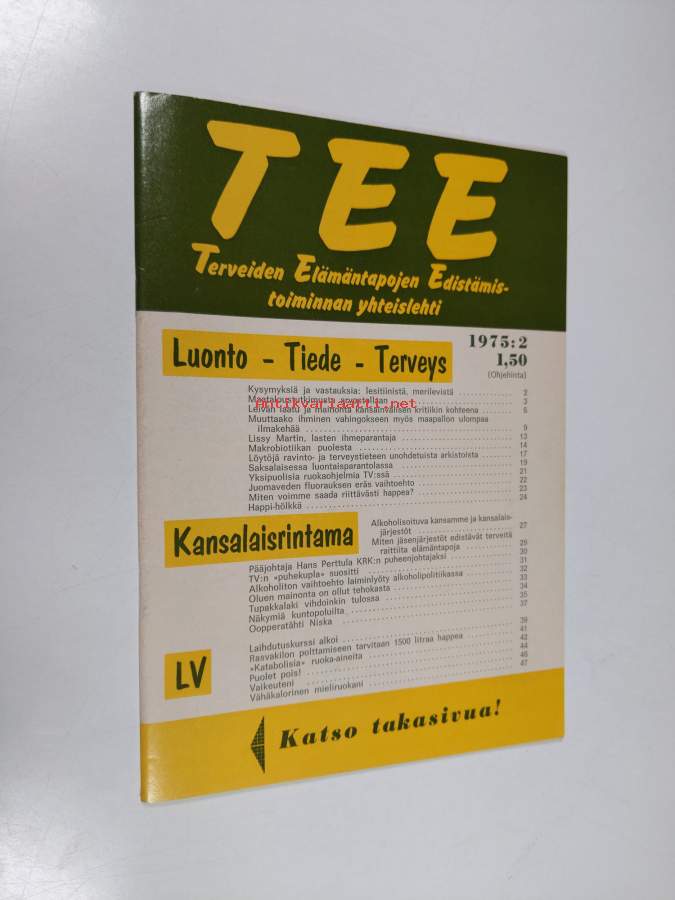 TEE
Terveiden Elämäntapojen Edistämis-
toiminnan yhteislehti
Luonto - Tiede - Terveys
1975:2
1,50
(Ohjehinta)
Kysymyksiä ja vastauksia: lesitiinistä, merilevistä 2
Maataloustutkimusta arvostellaan 3
antikvariaatti.net
Leivän laatu ja mainonta kansainvälisen kritiikin kohteena 6
Muuttaako ihminen vahingokseen myös maapallon ulompaa
ilmakehää 9
Lissy Martin, lasten ihmeparantaja 13
Makrobiotiikan puolesta 14
Löytöjä ravinto- ja terveystieteen unohdetuista arkistoista 17
Saksalaisessa luontaisparantolassa 19
Yksipuolisia ruokaohjelmia TV:ssä 21
Juomaveden fluorauksen eräs vaihtoehto 22
Miten voimme saada riittävästi happea? 23
Happi-hölkkä 24
Kansalaisrintama
Alkoholisoituva kansamme ja kansalais-
järjestöt 27
Miten jäsenjärjestöt edistävät terveitä
raittiita elämäntapoja 29
Pääjohtaja Hans Perttula KRK:n puheenjohtajaksi 30
TV:n »puhekupla» suositti 31
Alkoholiton vaihtoehto laiminlyöty alkoholipolitiikassa 32
Oluen mainonta on ollut tehokasta 33
Tupakkalaki vihdoinkin tulossa 34
Näkymiä kuntopoluilta 35
Oopperatähti Niska 37
LV
Laihdutuskurssi alkoi 39
Rasvakilon polttamiseen tarvitaan 1500 litraa happea 41
»Katabolisia» ruoka-aineita 42
Puolet pois! 44
Vaikeuteni 46
Vähäkalorinen mieliruokani 47
Katso takasivua!